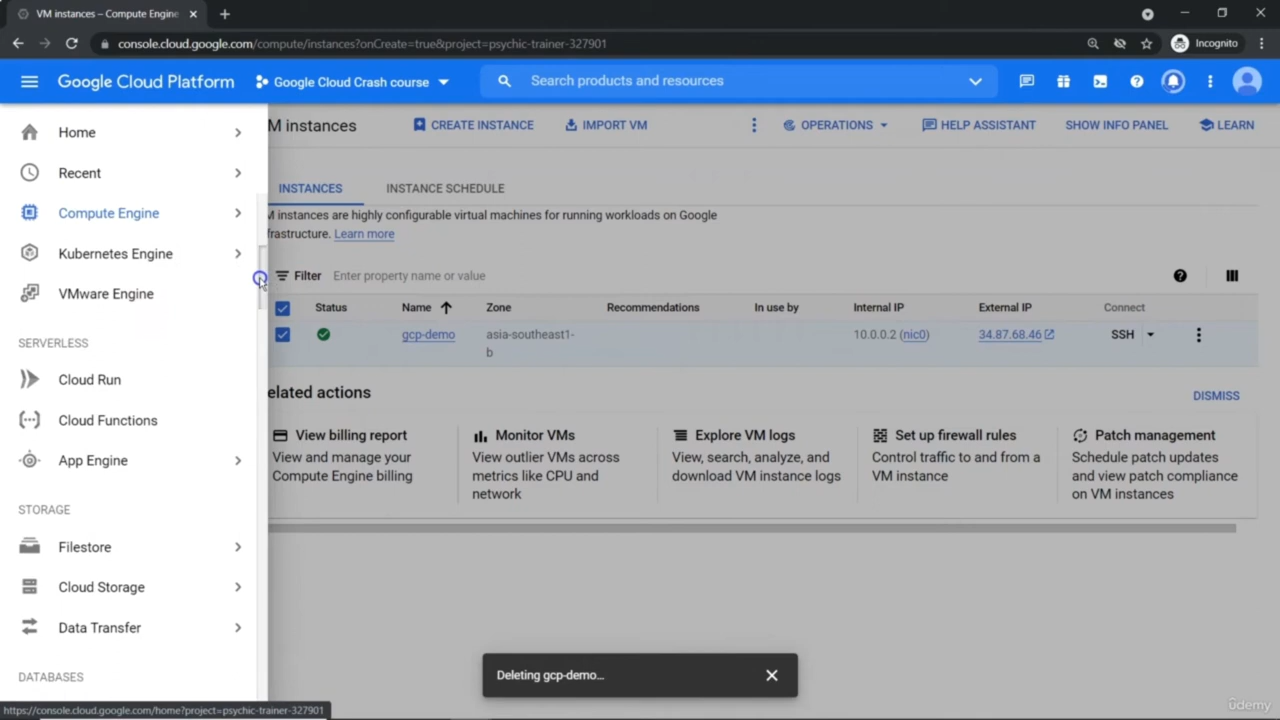 VM instances – Compute Engine
console.cloud.google.com/compute/instances?onCreate=true&project=psychic-trainer-327901
Incognito
Google Cloud Platform
Google Cloud Crash course
Search products and resources
Home
Recent
Compute Engine
Kubernetes Engine
VMware Engine
SERVERLESS
Cloud Run
Cloud Functions
App Engine
STORAGE
Filestore
Cloud Storage
Data Transfer
DATABASES
M instances
CREATE INSTANCE
IMPORT VM
OPERATIONS
HELP ASSISTANT
SHOW INFO PANEL
LEARN
INSTANCES
INSTANCE SCHEDULE
M instances are highly configurable virtual machines for running workloads on Google
frastructure. Learn more
Filter Enter property name or value
Status Name Zone Recommendations In use by Internal IP External IP Connect
gcp-demo asia-southeast1-
b
10.0.0.2 (nic0) 34.87.68.46 SSH
elated actions
DISMISS
View billing report
View and manage your
Compute Engine billing
Monitor VMs
View outlier VMs across
metrics like CPU and
network
Explore VM logs
View, search, analyze, and
download VM instance logs
Set up firewall rules
Control traffic to and from a
VM instance
Patch management
Schedule patch updates
and view patch compliance
on VM instances
Deleting gcp-demo...
https://console.cloud.google.com/home?project=psychic-trainer-327901
ûdemy